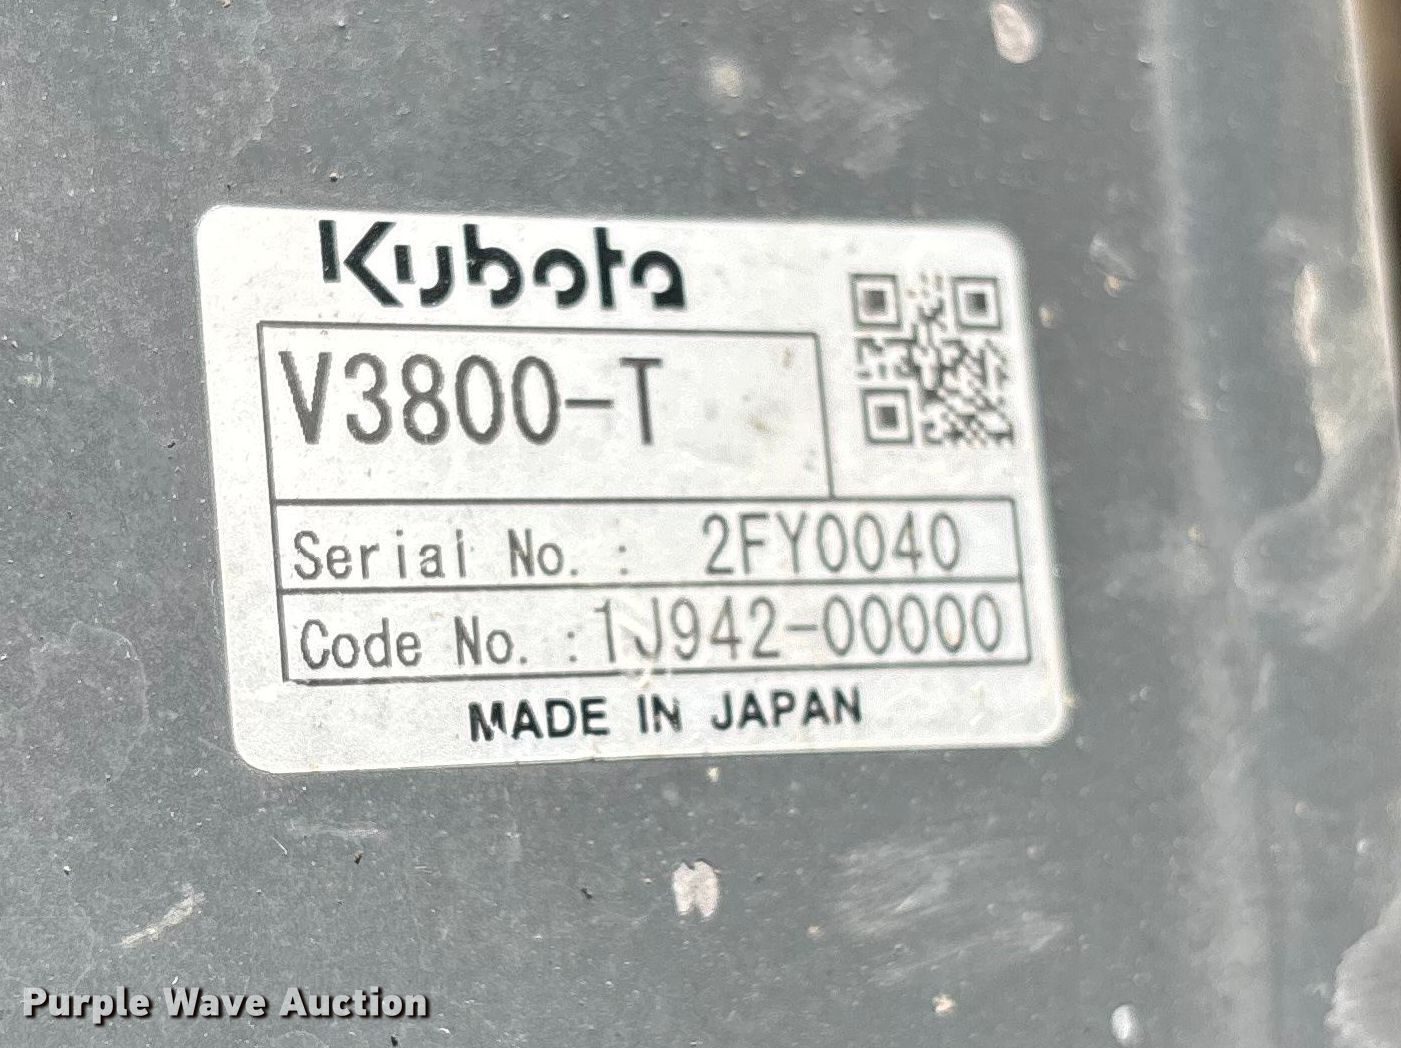 Kubota
V3800-T
Serial No. : 2FY0040
Code No. :1J942-00000
MADE IN JAPAN
Purple Wave Auction